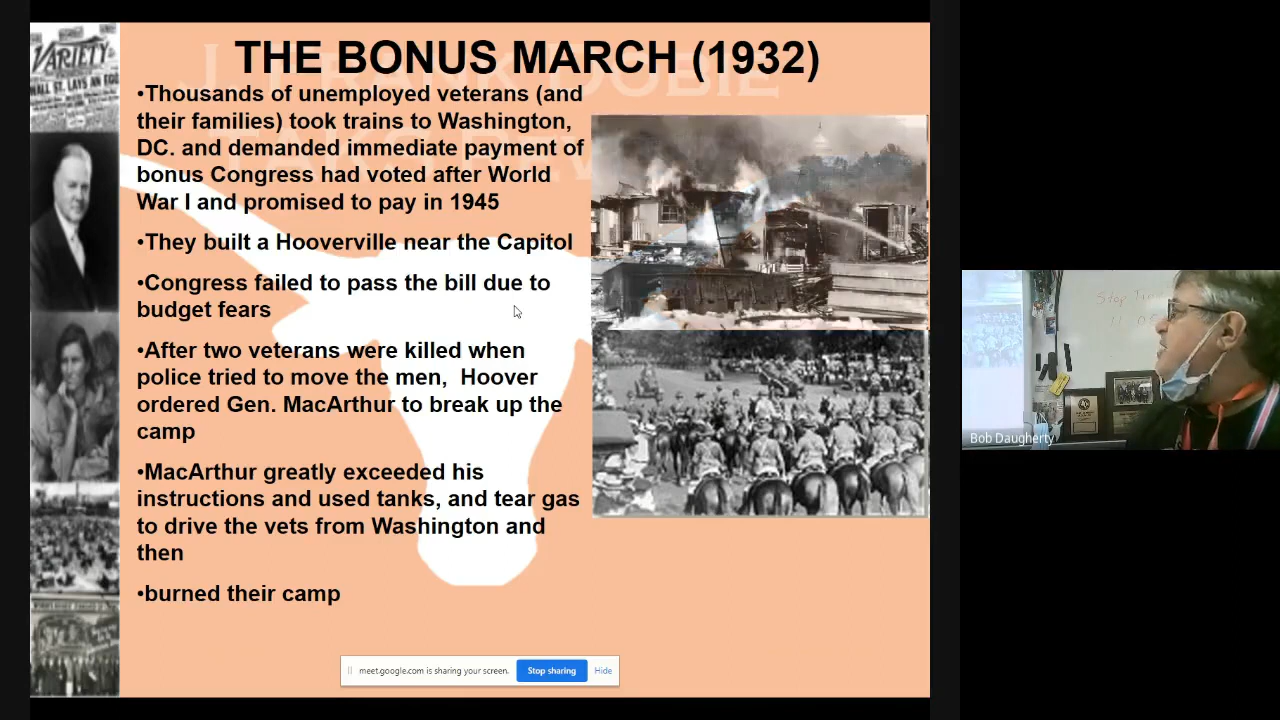 VARIETY
WALL ST. LAYS AN EGG
THE BONUS MARCH (1932)
•Thousands of unemployed veterans (and
their families) took trains to Washington,
DC. and demanded immediate payment of
bonus Congress had voted after World
War I and promised to pay in 1945
•They built a Hooverville near the Capitol
•Congress failed to pass the bill due to
budget fears
•After two veterans were killed when
police tried to move the men,  Hoover
ordered Gen. MacArthur to break up the
camp
•MacArthur greatly exceeded his
instructions and used tanks, and tear gas
to drive the vets from Washington and
then
•burned their camp
meet.google.com is sharing your screen.
Stop sharing
Hide
Stop
Bob Daugherty